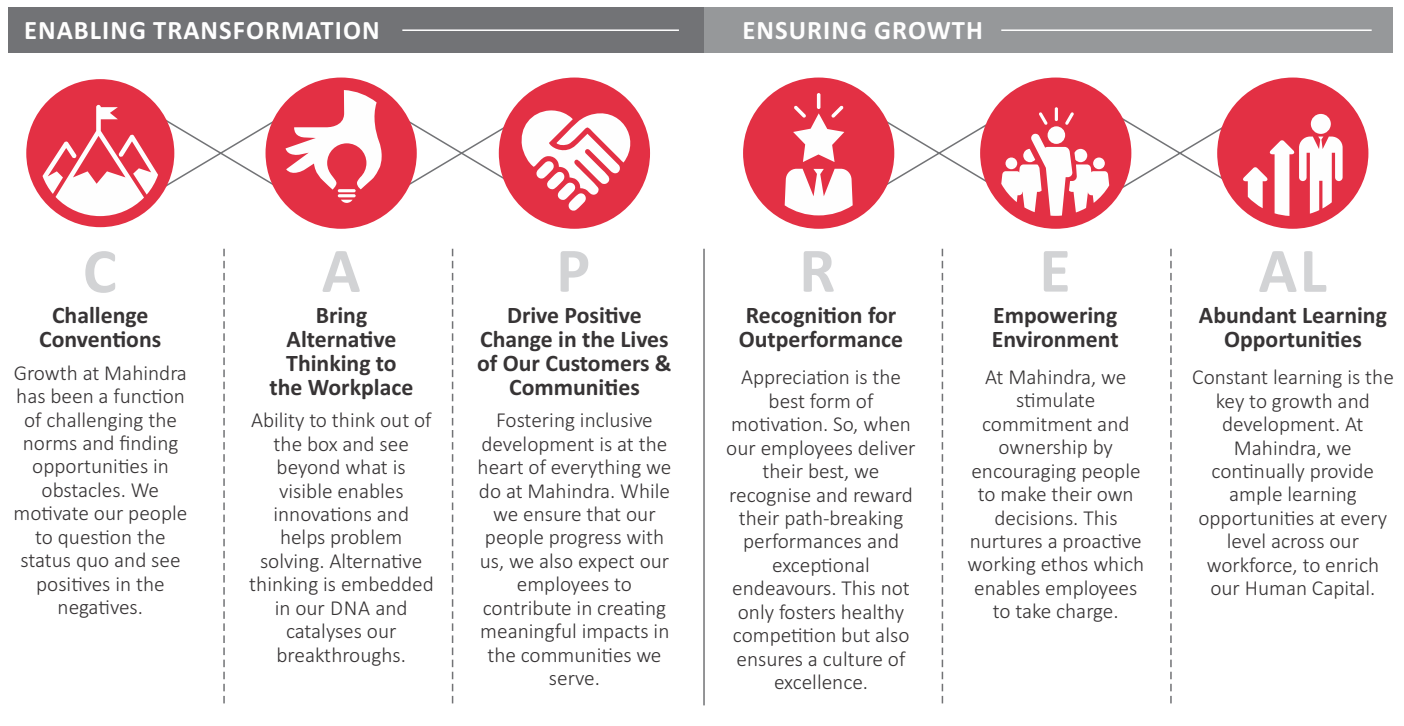 ENABLING TRANSFORMATION
ENSURING GROWTH
C
Challenge
Conventions
Growth at Mahindra
has been a function
of challenging the
norms and finding
opportunities in
obstacles. We
motivate our people
to question the
status quo and see
positives in the
negatives.
A
Bring
Alternative
Thinking to
the Workplace
Ability to think out of
the box and see
beyond what is
visible enables
innovations and
helps problem
solving. Alternative
thinking is embedded
in our DNA and
catalyses our
breakthroughs.
P
Drive Positive
Change in the Lives
of Our Customers &
Communities
Fostering inclusive
development is at the
heart of everything we
do at Mahindra. While
we ensure that our
people progress with
us, we also expect our
employees to
contribute in creating
meaningful impacts in
the communities we
serve.
R
Recognition for
Outperformance
Appreciation is the
best form of
motivation. So, when
our employees deliver
their best, we
recognise and reward
their path-breaking
performances and
exceptional
endeavours. This not
only fosters healthy
competition but also
ensures a culture of
excellence.
E
Empowering
Environment
At Mahindra, we
stimulate
commitment and
ownership by
encouraging people
to make their own
decisions. This
nurtures a proactive
working ethos which
enables employees
to take charge.
AL
Abundant Learning
Opportunities
Constant learning is the
key to growth and
development. At
Mahindra, we
continually provide
ample learning
opportunities at every
level across our
workforce, to enrich
our Human Capital.